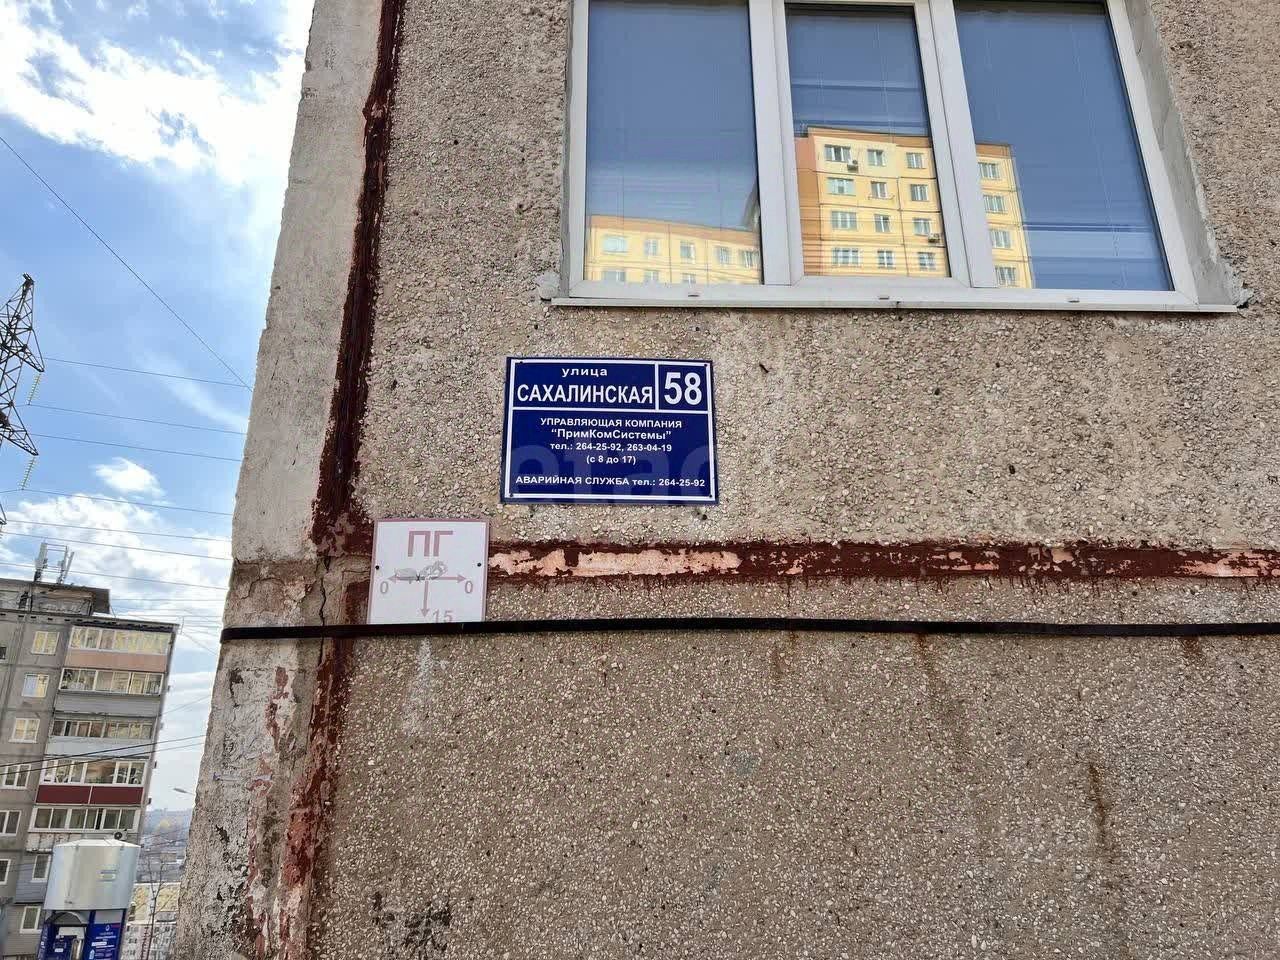 улица
САХАЛИНСКАЯ 58
УПРАВЛЯЮЩАЯ КОМПАНИЯ
"ПримКомСистемы"
тел.: 264-25-92, 263-04-19
(с 8 до 17)
АВАРИЙНАЯ СЛУЖБА тел.: 264-25-92
ПГ
0 0
15